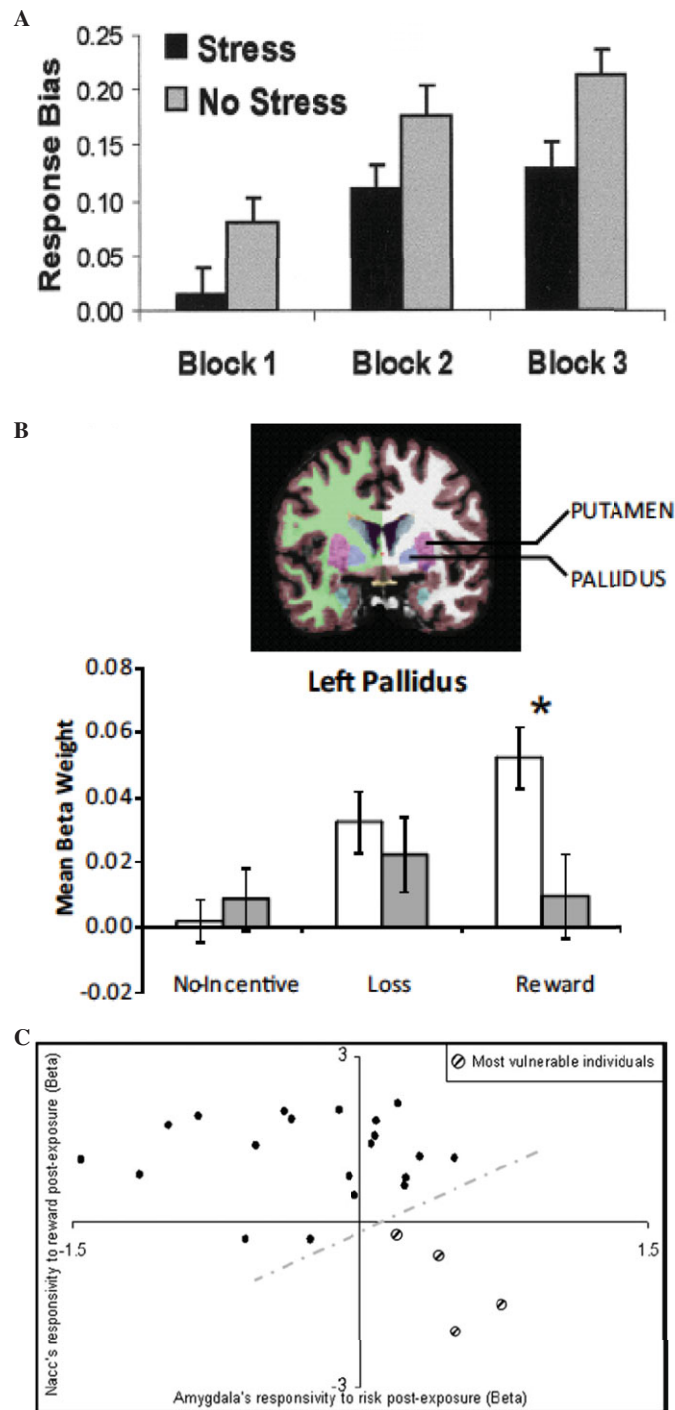 A
0.25
0.20
0.15
0.10
0.05
0.00
Response Bias
Stress
No Stress
Block 1 Block 2 Block 3
B
PUTAMEN
PALLIDUS
Left Pallidus
0.08
0.06
0.04
0.02
0.00
-0.02
Mean Beta Weight
*
No-Incentive Loss Reward
C
Nacc's responsivity to reward post-exposure (Beta)
3
Most vulnerable individuals
-1.5
1.5
-3
Amygdala's responsivity to risk post-exposure (Beta)